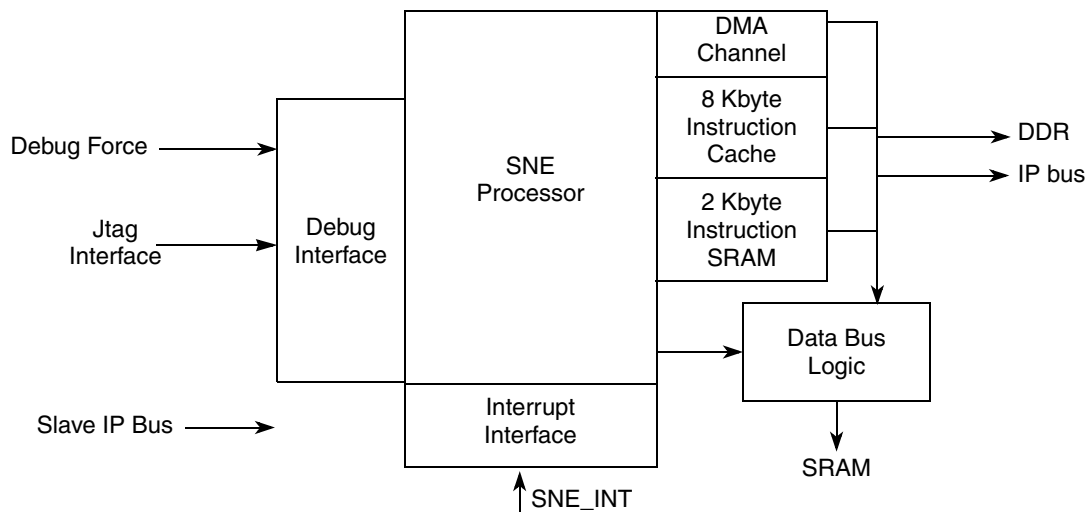 DMA
Channel
8 Kbyte
Instruction
Cache
2 Kbyte
Instruction
SRAM
SNE
Processor
Debug Force
Jtag
Interface
Debug
Interface
DDR
IP bus
Data Bus
Logic
Slave IP Bus
Interrupt
Interface
SRAM
SNE_INT